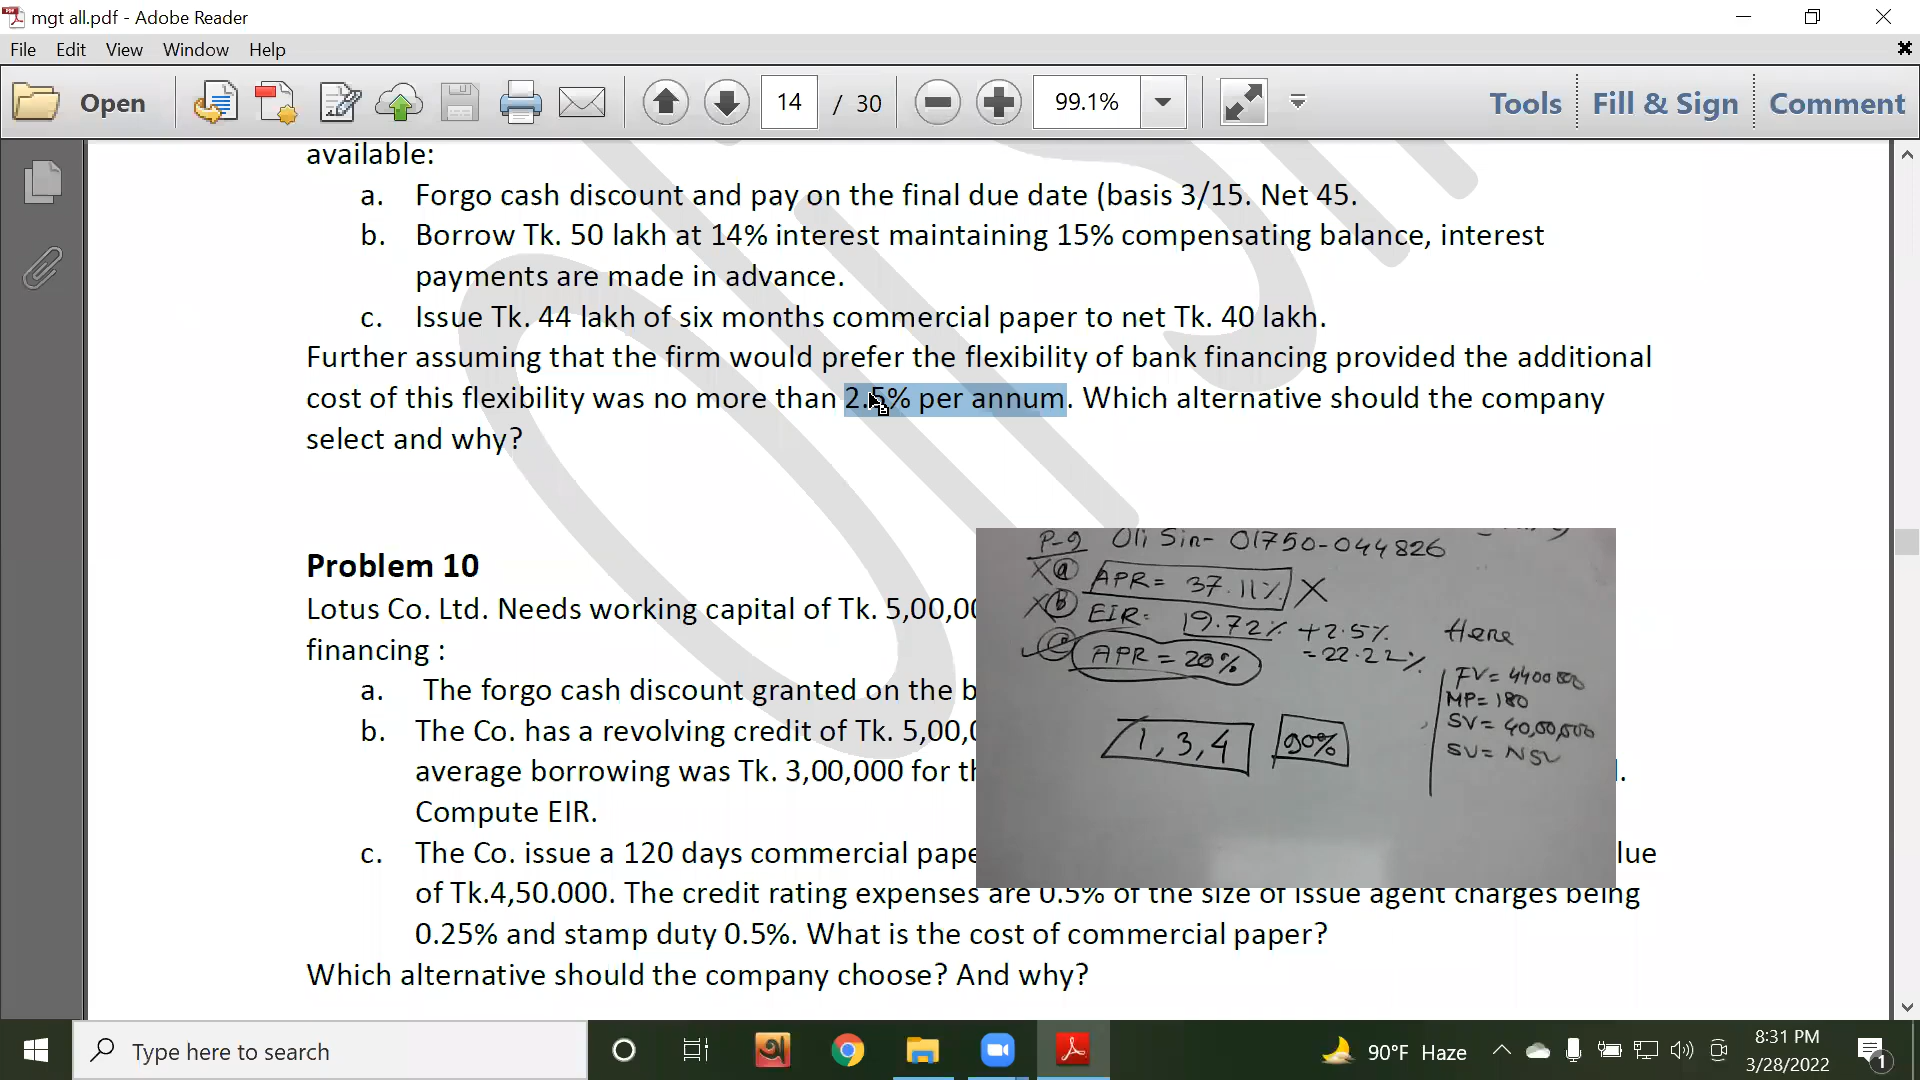 mgt all.pdf - Adobe Reader
File Edit View Window Help
Open 14 / 30 99.1% Tools Fill & Sign Comment
available:
a. Forgo cash discount and pay on the final due date (basis 3/15. Net 45.
b. Borrow Tk. 50 lakh at 14% interest maintaining 15% compensating balance, interest
payments are made in advance.
c. Issue Tk. 44 lakh of six months commercial paper to net Tk. 40 lakh.
Further assuming that the firm would prefer the flexibility of bank financing provided the additional
cost of this flexibility was no more than 2.5% per annum. Which alternative should the company
select and why?
Problem 10
Lotus Co. Ltd. Needs working capital of Tk. 5,00,00
financing :
a. The forgo cash discount granted on the b
b. The Co. has a revolving credit of Tk. 5,00,0
average borrowing was Tk. 3,00,000 for th
Compute EIR.
c. The Co. issue a 120 days commercial pape lue
of Tk.4,50.000. The credit rating expenses are 0.5% of the size of issue agent charges being
0.25% and stamp duty 0.5%. What is the cost of commercial paper?
Which alternative should the company choose? And why?
P-9 Oli Sir- 01750-044826
X (a) APR = 37.11% X
X (b) EIR = 19.72% + 2.5%
= 22.22%
(c) APR = 20%
1, 3, 4 90%
Here
FV = 4400000
MP = 180
SV = 40,00,000
SV = NSV
Type here to search
90°F Haze
8:31 PM
3/28/2022
1